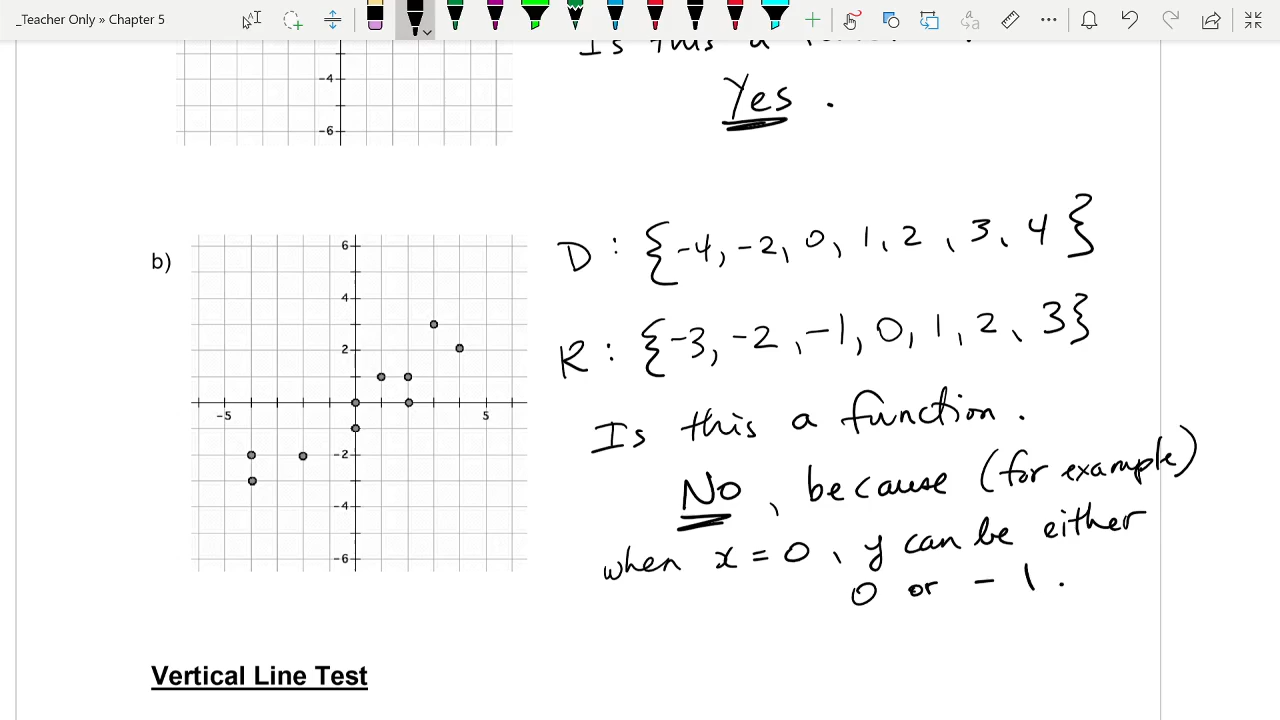 _Teacher Only » Chapter 5
Is this a
-4
-6
Yes .
b)
6
4
2
-5
5
-2
-4
-6
D : {-4, -2, 0, 1, 2, 3, 4}
R : {-3, -2, -1, 0, 1, 2, 3}
Is this a function.
No, because (for example)
when x = 0, y can be either
0 or -1.
Vertical Line Test